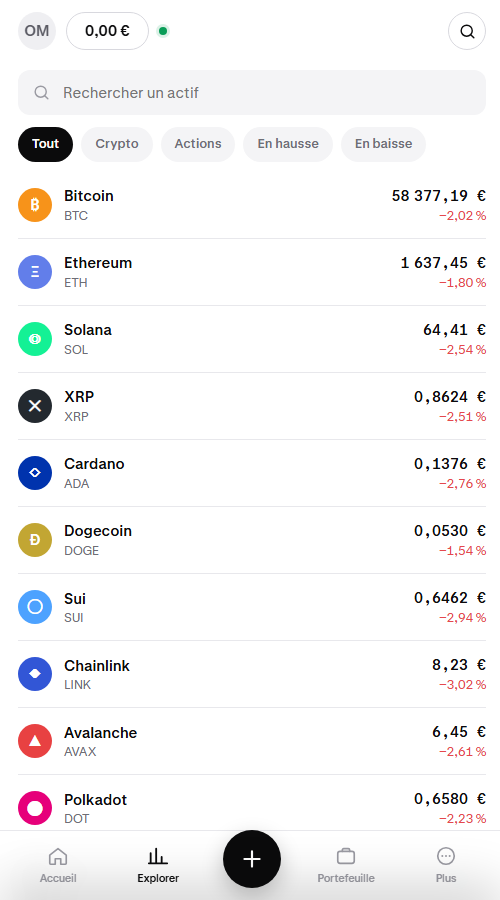 OM
0,00 €
Rechercher un actif
Tout
Crypto
Actions
En hausse
En baisse
Bitcoin
58 377,19 €
BTC
−2,02 %
Ethereum
1 637,45 €
ETH
−1,80 %
Solana
64,41 €
SOL
−2,54 %
XRP
0,8624 €
XRP
−2,51 %
Cardano
0,1376 €
ADA
−2,76 %
Dogecoin
0,0530 €
DOGE
−1,54 %
Sui
0,6462 €
SUI
−2,94 %
Chainlink
8,23 €
LINK
−3,02 %
Avalanche
6,45 €
AVAX
−2,61 %
Polkadot
0,6580 €
DOT
−2,23 %
Accueil
Explorer
Portefeuille
Plus